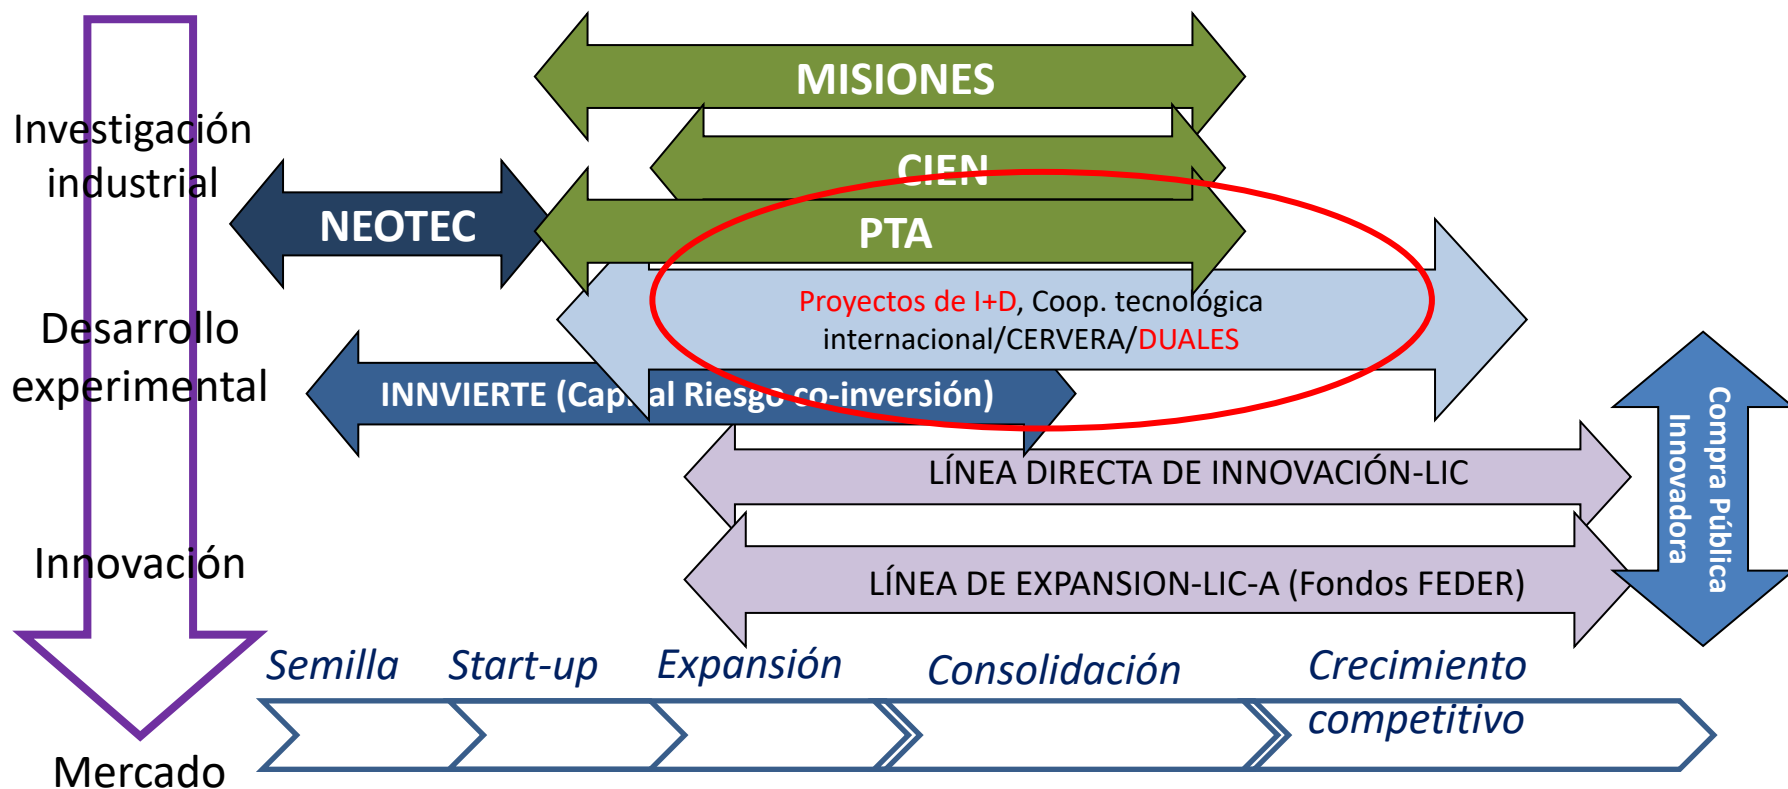 MISIONES
Investigación
industrial
CIEN
NEOTEC
PTA
Proyectos de I+D, Coop. tecnológica
internacional/CERVERA/DUALES
Desarrollo
experimental
INNVIERTE (Capital Riesgo co-inversión)
Compra Pública
Innovadora
LÍNEA DIRECTA DE INNOVACIÓN-LIC
Innovación
LÍNEA DE EXPANSION-LIC-A (Fondos FEDER)
Semilla
Start-up
Expansión
Consolidación
Crecimiento
competitivo
Mercado